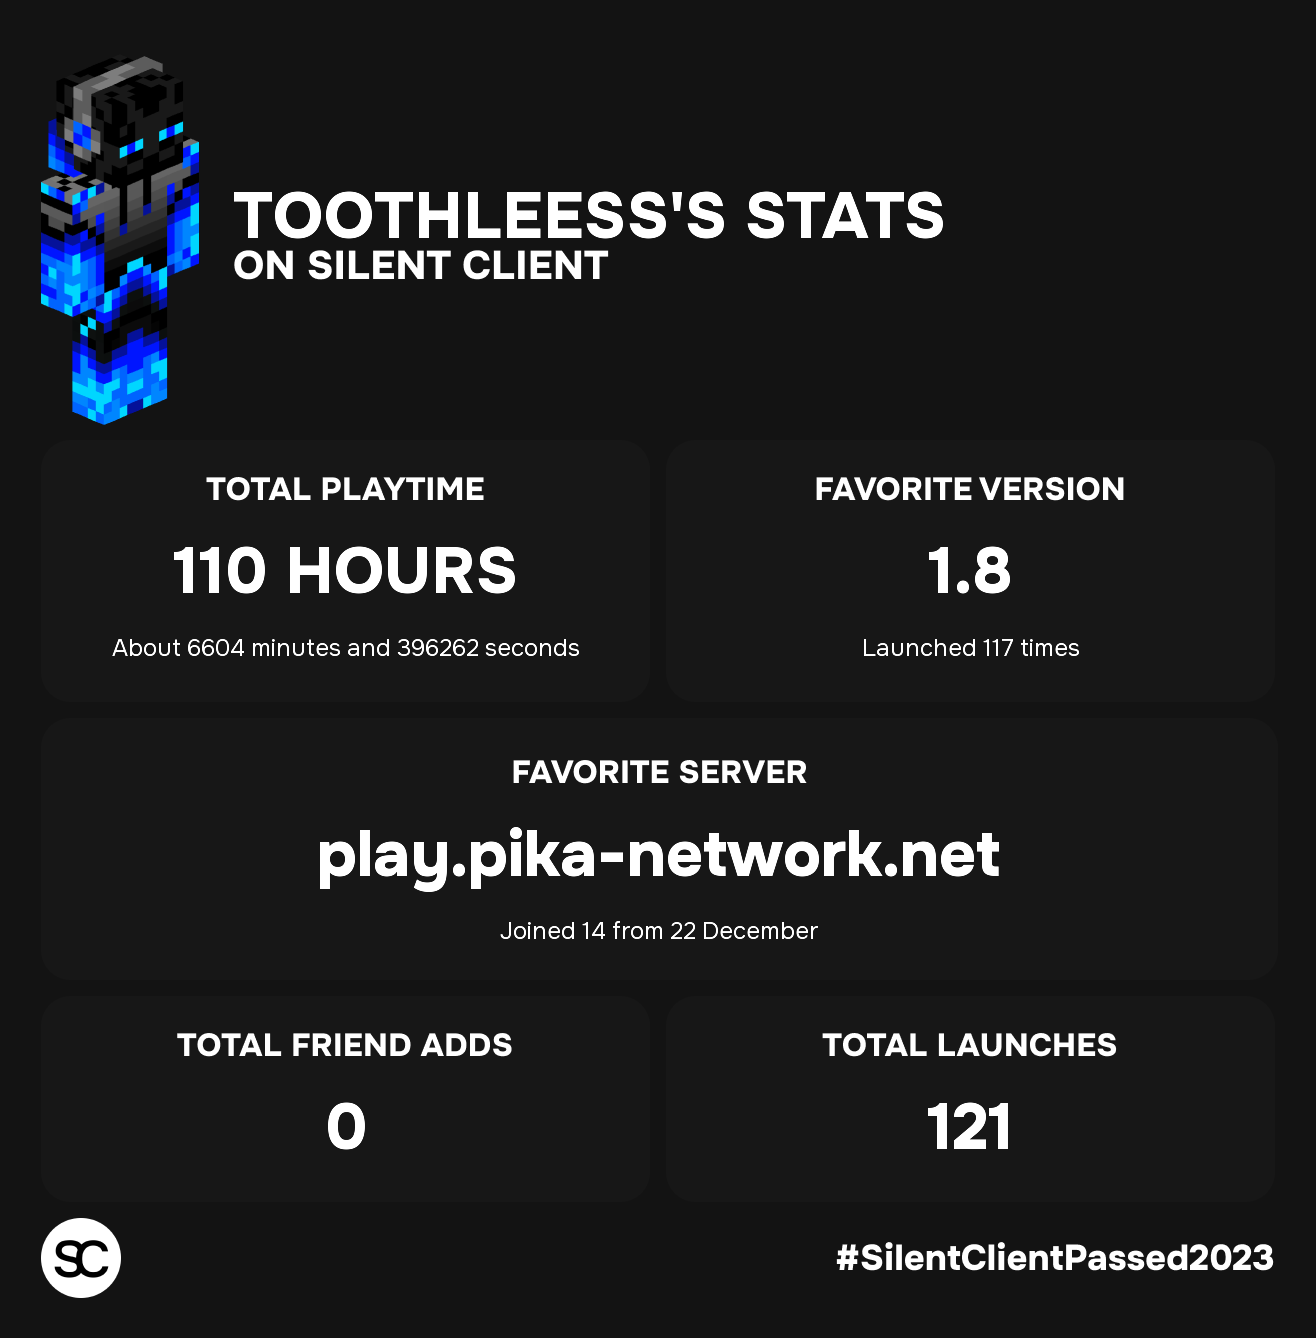 TOOTHLEESS'S STATS
ON SILENT CLIENT
TOTAL PLAYTIME
110 HOURS
About 6604 minutes and 396262 seconds
FAVORITE VERSION
1.8
Launched 117 times
FAVORITE SERVER
play.pika-network.net
Joined 14 from 22 December
TOTAL FRIEND ADDS
0
TOTAL LAUNCHES
121
SC
#SilentClientPassed2023